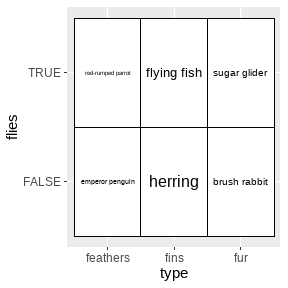 flies
TRUE
red-rumped parrot
flying fish
sugar glider
FALSE
emperor penguin
herring
brush rabbit
feathers
fins
fur
type